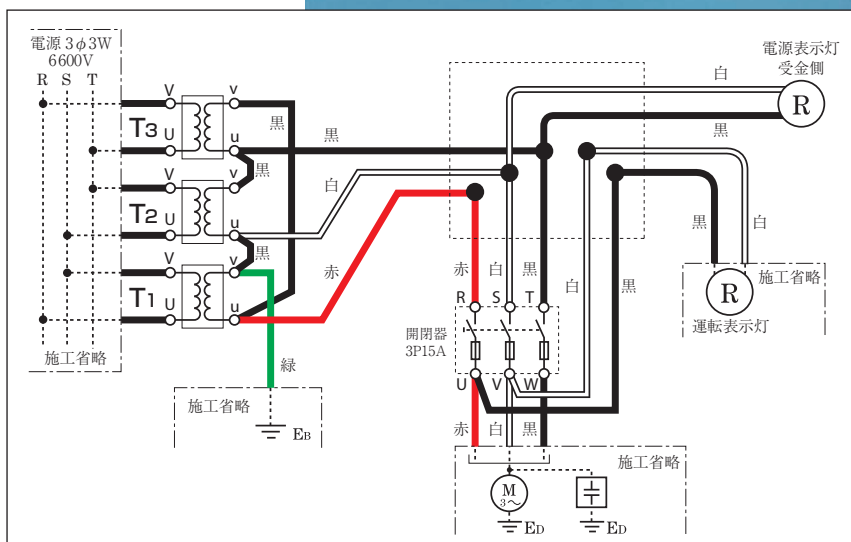 電源 3φ3W
6600V
R S T
T3
V
U
v
u
黒
黒
黒
T2
V
U
v
u
白
黒
T1
V
U
v
u
赤
緑
施工省略
施工省略
EB
電源表示灯
受金側
R
白
黒
黒
白
施工省略
R
運転表示灯
赤
白
黒
白
黒
R S T
開閉器
3P15A
U V W
赤
白
黒
施工省略
M
3~
ED
ED